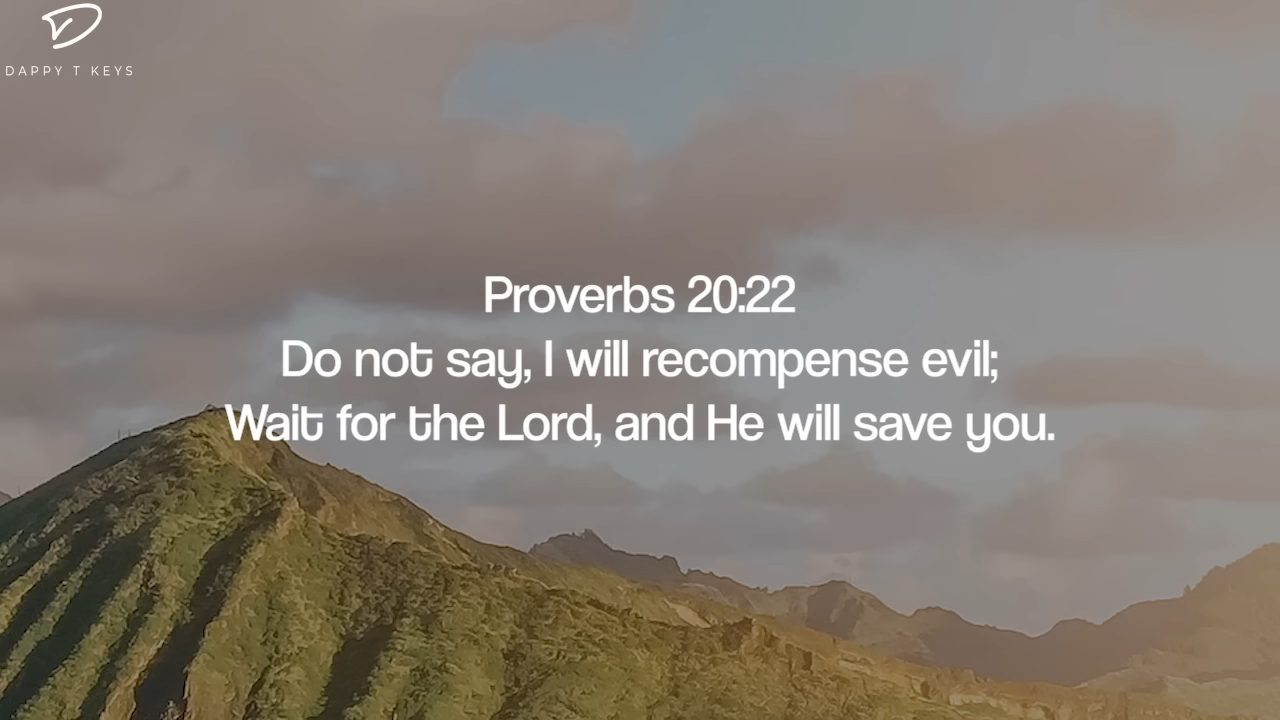 DAPPY T KEYS
Proverbs 20:22
Do not say, I will recompense evil;
Wait for the Lord, and He will save you.